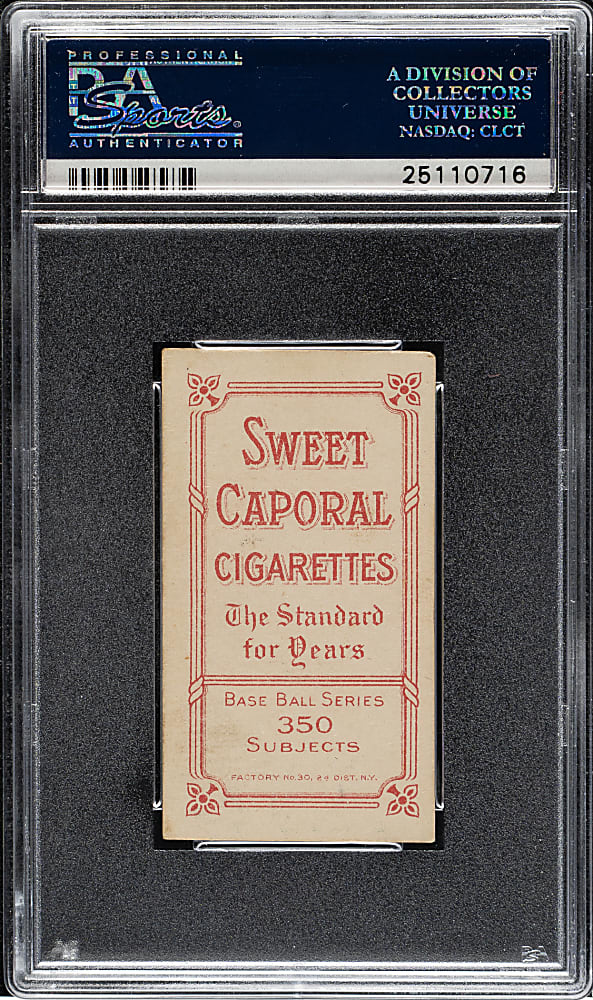 PROFESSIONAL
PSA
Sports
AUTHENTICATOR
A DIVISION OF
COLLECTORS
UNIVERSE
NASDAQ: CLCT
25110716
SWEET
CAPORAL
CIGARETTES
The Standard
for Years
BASE BALL SERIES
350
SUBJECTS
FACTORY No. 30, 2d DIST. N.Y.